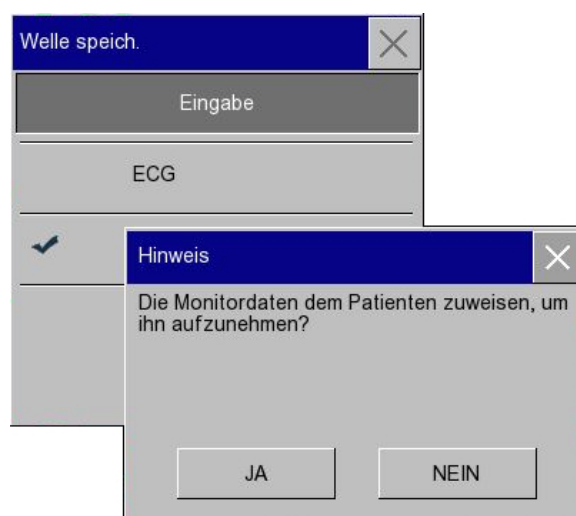 Welle speich.
Eingabe
ECG
Hinweis
Die Monitordaten dem Patienten zuweisen, um
ihn aufzunehmen?
JA
NEIN